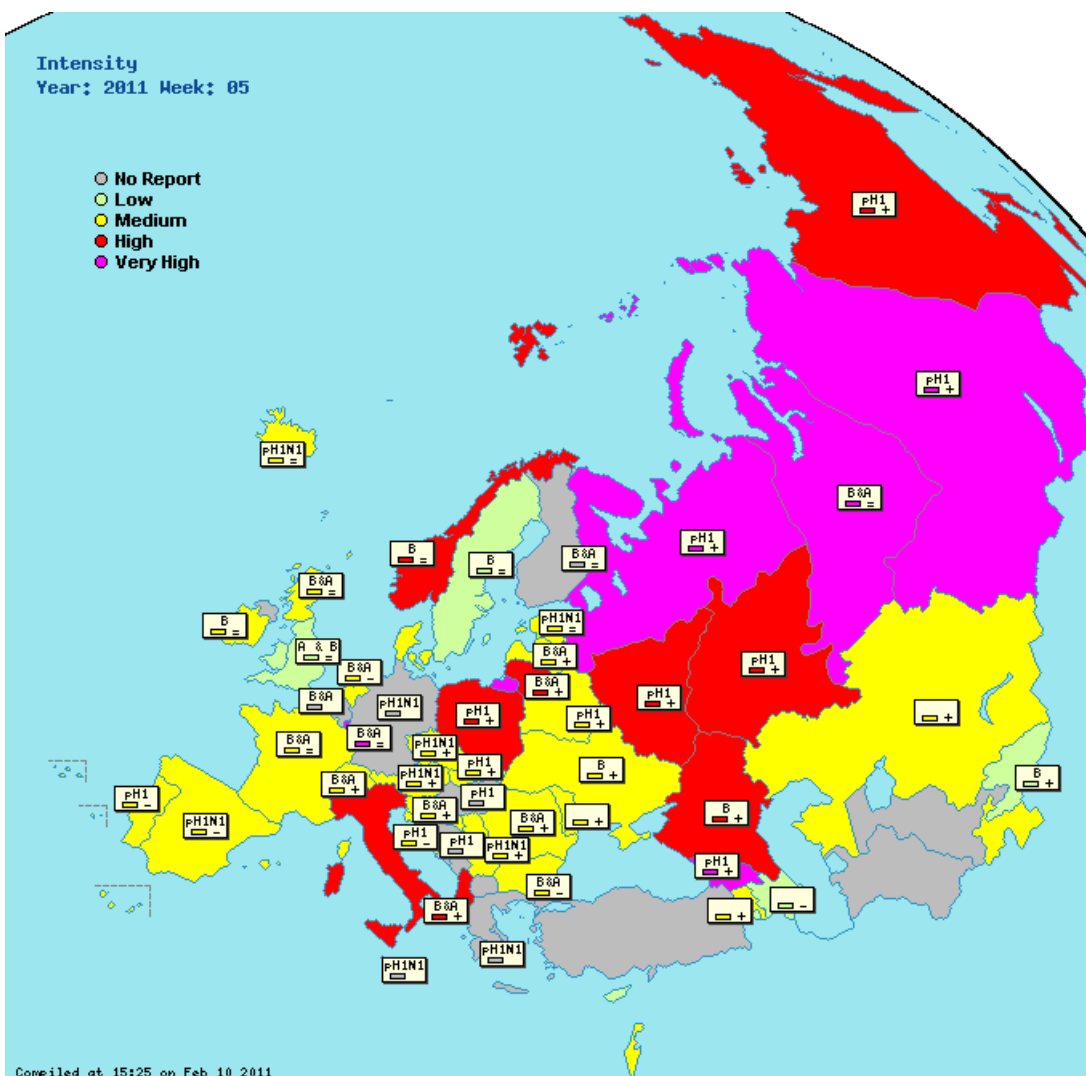 Intensity
Year: 2011 Week: 05
No Report
Low
Medium
High
Very High
pH1
+
pH1
+
pH1N1
=
B&A
=
pH1
+
B
=
B
=
B&A
=
B&A
=
B
=
pH1N1
=
A & B
=
B&A
+
B&A
-
pH1
+
B&A
+
B&A
pH1N1
pH1
+
pH1
+
pH1
+
+
B&A
=
B&A
=
pH1N1
+
B
+
pH1
+
B
+
pH1N1
+
B&A
+
pH1
-
pH1
B&A
+
B
+
pH1N1
-
B&A
+
+
pH1
-
pH1
pH1N1
+
pH1
+
B&A
-
-
B&A
+
+
pH1N1
pH1N1
Compiled at 15:25 on Feb 10 2011